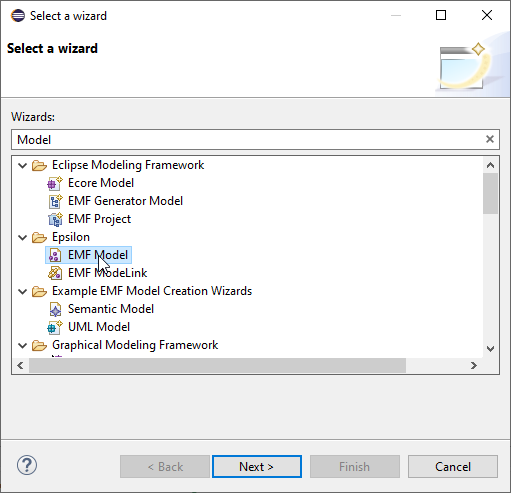 Select a wizard
Select a wizard
Wizards:
Model
Eclipse Modeling Framework
Ecore Model
EMF Generator Model
EMF Project
Epsilon
EMF Model
EMF ModeLink
Example EMF Model Creation Wizards
Semantic Model
UML Model
Graphical Modeling Framework
?
< Back
Next >
Finish
Cancel